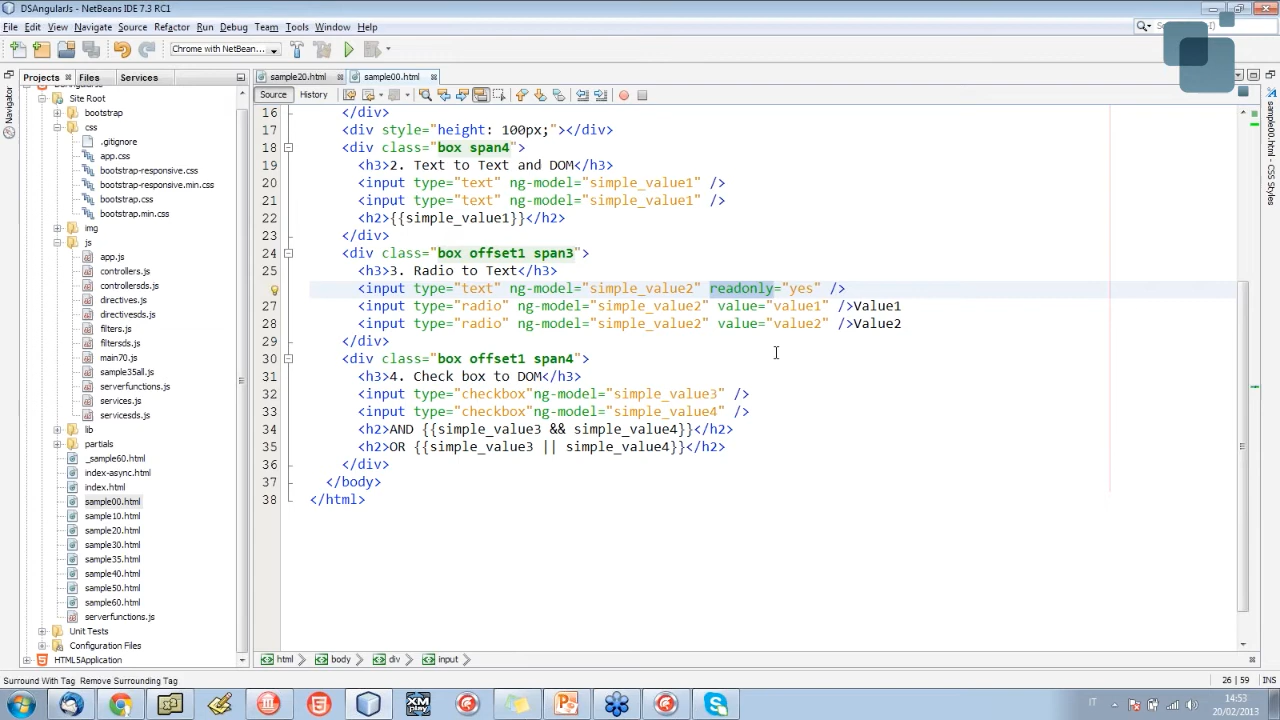 DSAngularJs - NetBeans IDE 7.3 RC1
File Edit View Navigate Source Refactor Run Debug Team Tools Window Help
Chrome with NetBean...
Projects Files Services
sample20.html sample00.html
Source History
Navigator
sample00.html - CSS Styles
Site Root
bootstrap
css
.gitignore
app.css
bootstrap-responsive.css
bootstrap-responsive.min.css
bootstrap.css
bootstrap.min.css
img
js
app.js
controllers.js
controllersds.js
directives.js
directivesds.js
filters.js
filtersds.js
main70.js
sample35all.js
serverfunctions.js
services.js
servicesds.js
lib
partials
_sample60.html
index-async.html
index.html
sample00.html
sample10.html
sample20.html
sample30.html
sample35.html
sample40.html
sample50.html
sample60.html
serverfunctions.js
Unit Tests
Configuration Files
HTML5Application
16 </div>
17 <div style="height: 100px;"></div>
18 <div class="box span4">
19 <h3>2. Text to Text and DOM</h3>
20 <input type="text" ng-model="simple_value1" />
21 <input type="text" ng-model="simple_value1" />
22 <h2>{{simple_value1}}</h2>
23 </div>
24 <div class="box offset1 span3">
25 <h3>3. Radio to Text</h3>
<input type="text" ng-model="simple_value2" readonly="yes" />
27 <input type="radio" ng-model="simple_value2" value="value1" />Value1
28 <input type="radio" ng-model="simple_value2" value="value2" />Value2
29 </div>
30 <div class="box offset1 span4">
31 <h3>4. Check box to DOM</h3>
32 <input type="checkbox"ng-model="simple_value3" />
33 <input type="checkbox"ng-model="simple_value4" />
34 <h2>AND {{simple_value3 && simple_value4}}</h2>
35 <h2>OR {{simple_value3 || simple_value4}}</h2>
36 </div>
37 </body>
38 </html>
html body div input
Surround With Tag Remove Surrounding Tag
26 | 59 INS
XM play
IT
14:53
20/02/2013